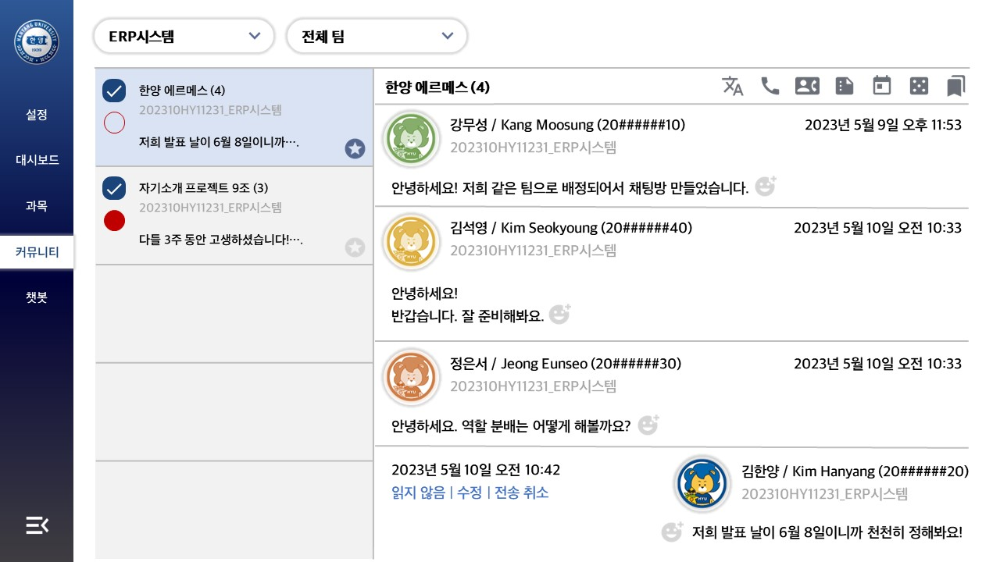 HANYANG UNIVERSITY
한양
1939
설정
대시보드
과목
커뮤니티
챗봇
ERP시스템
전체 팀
한양 에르메스 (4)
202310HY11231_ERP시스템
저희 발표 날이 6월 8일이니까….
자기소개 프로젝트 9조 (3)
202310HY11231_ERP시스템
다들 3주 동안 고생하셨습니다!….
한양 에르메스 (4)
강무성 / Kang Moosung (20######10)
2023년 5월 9일 오후 11:53
202310HY11231_ERP시스템
안녕하세요! 저희 같은 팀으로 배정되어서 채팅방 만들었습니다.
김석영 / Kim Seokyoung (20######40)
2023년 5월 10일 오전 10:33
202310HY11231_ERP시스템
HYU
안녕하세요!
반갑습니다. 잘 준비해봐요.
정은서 / Jeong Eunseo (20######30)
2023년 5월 10일 오전 10:33
202310HY11231_ERP시스템
HYU
안녕하세요. 역할 분배는 어떻게 해볼까요?
2023년 5월 10일 오전 10:42
읽지 않음 | 수정 | 전송 취소
김한양 / Kim Hanyang (20######20)
202310HY11231_ERP시스템
HYU
저희 발표 날이 6월 8일이니까 천천히 정해봐요!